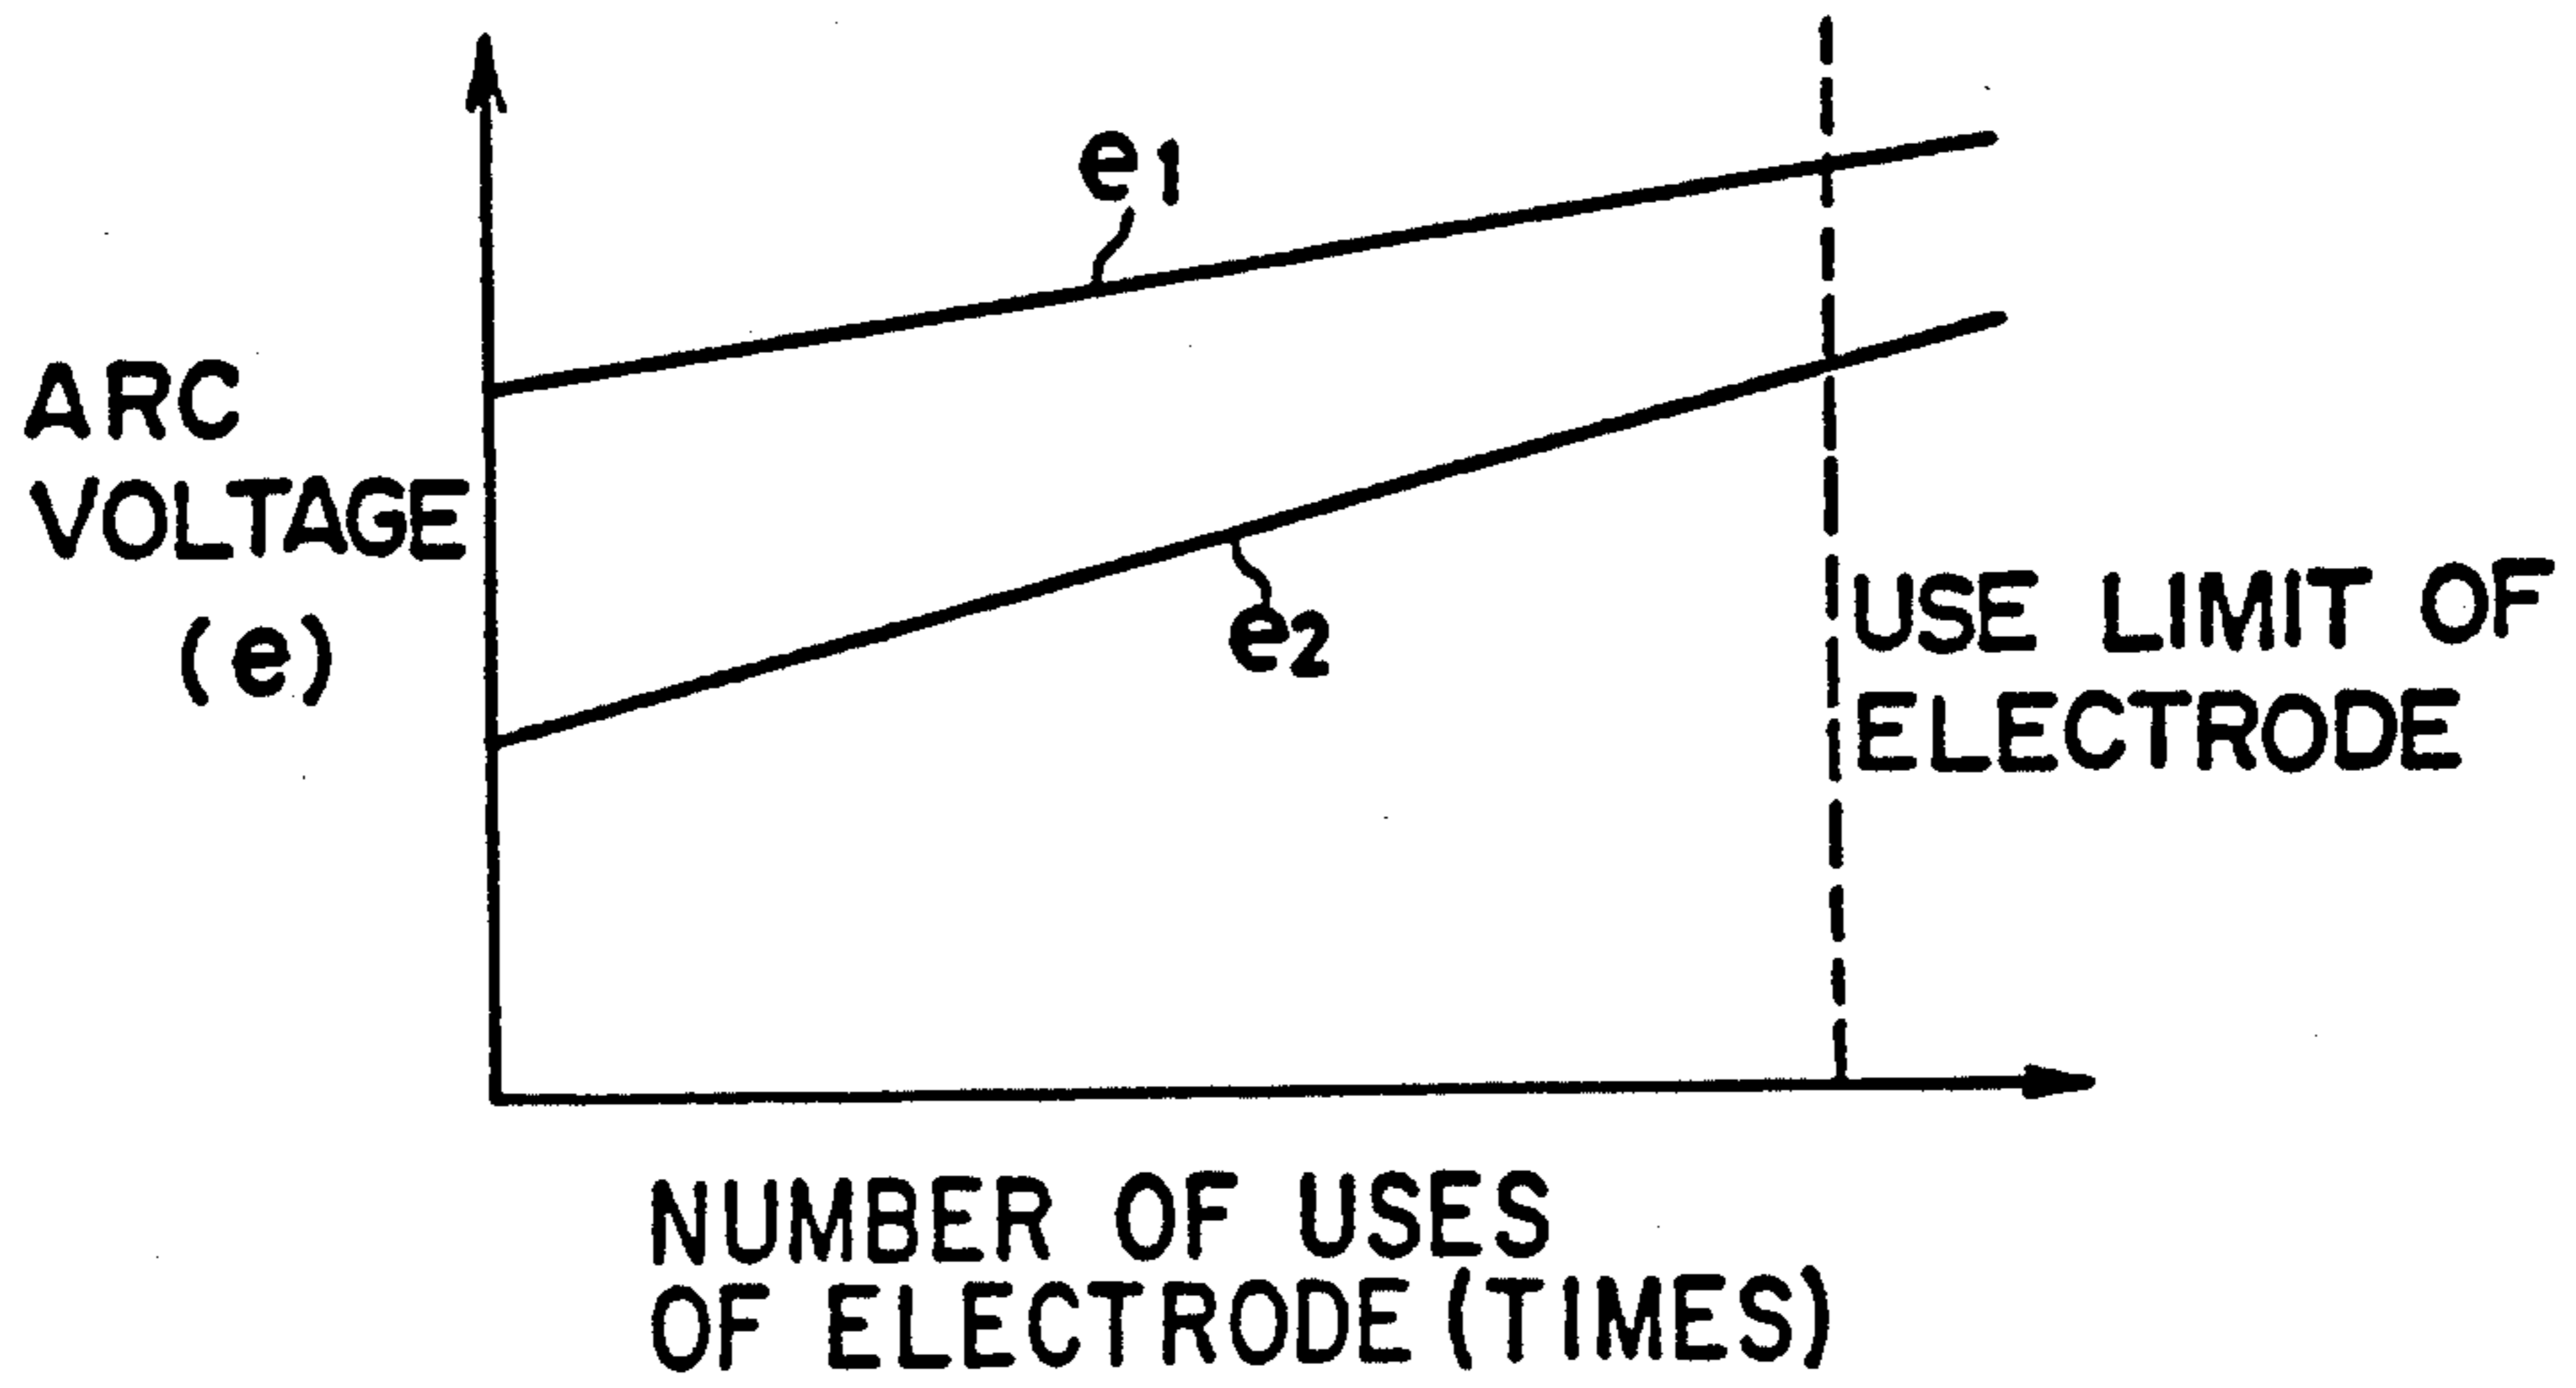 e1
ARC
VOLTAGE
(e)
e2
USE LIMIT OF
ELECTRODE
NUMBER OF USES
OF ELECTRODE (TIMES)